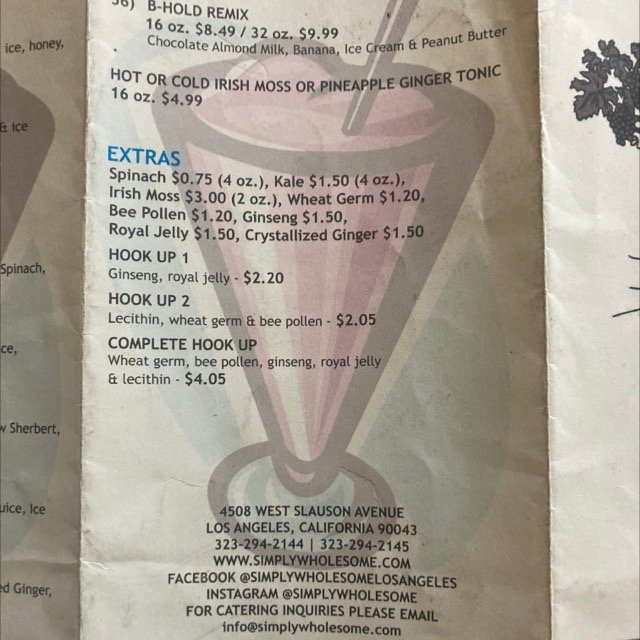 B-HOLD REMIX
16 oz. $8.49 / 32 oz. $9.99
Chocolate Almond Milk, Banana, Ice Cream & Peanut Butter
HOT OR COLD IRISH MOSS OR PINEAPPLE GINGER TONIC
16 oz. $4.99
EXTRAS
Spinach $0.75 (4 oz.), Kale $1.50 (4 oz.),
Irish Moss $3.00 (2 oz.), Wheat Germ $1.20,
Bee Pollen $1.20, Ginseng $1.50,
Royal Jelly $1.50, Crystallized Ginger $1.50
HOOK UP 1
Ginseng, royal jelly - $2.20
HOOK UP 2
Lecithin, wheat germ & bee pollen - $2.05
COMPLETE HOOK UP
Wheat germ, bee pollen, ginseng, royal jelly
& lecithin - $4.05
4508 WEST SLAUSON AVENUE
LOS ANGELES, CALIFORNIA 90043
323-294-2144 | 323-294-2145
WWW.SIMPLYWHOLESOME.COM
FACEBOOK @SIMPLYWHOLESOMELOSANGELES
INSTAGRAM @SIMPLYWHOLESOME
FOR CATERING INQUIRIES PLEASE EMAIL
info@simplywholesome.com
ice, honey,
& ice
Spinach,
ce,
w Sherbert,
uice, Ice
ed Ginger,